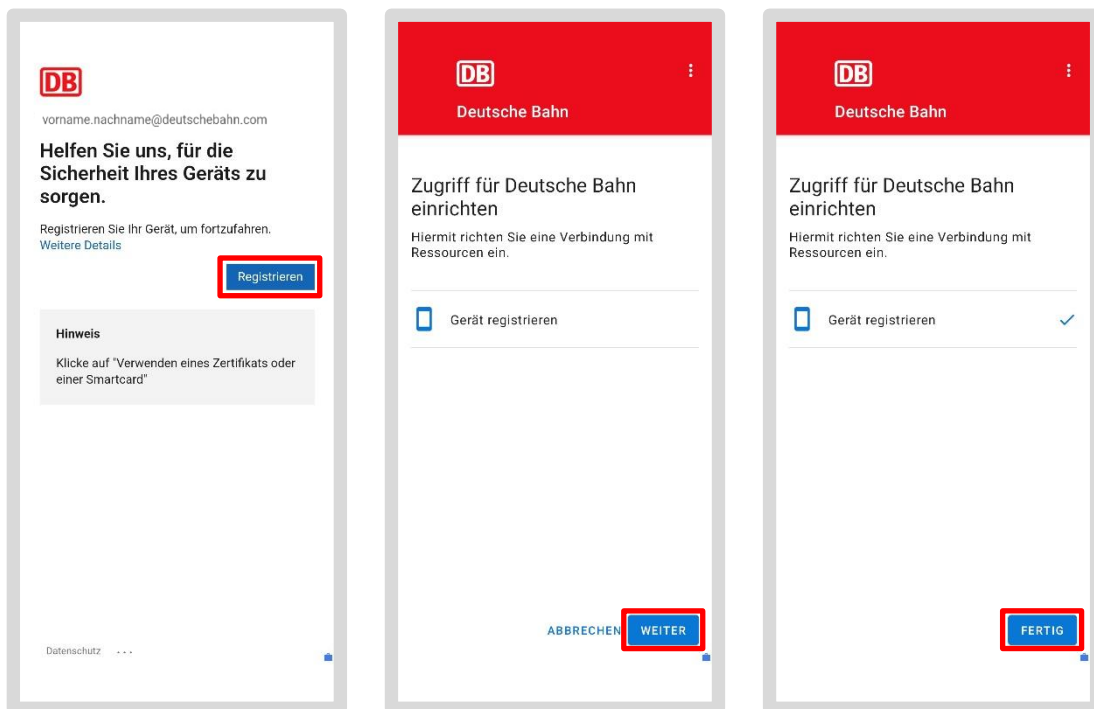 DB
vorname.nachname@deutschebahn.com
Helfen Sie uns, für die
Sicherheit Ihres Geräts zu
sorgen.
Registrieren Sie Ihr Gerät, um fortzufahren.
Weitere Details
Registrieren
Hinweis
Klicke auf "Verwenden eines Zertifikats oder
einer Smartcard"
Datenschutz ...
DB
Deutsche Bahn
Zugriff für Deutsche Bahn
einrichten
Hiermit richten Sie eine Verbindung mit
Ressourcen ein.
Gerät registrieren
ABBRECHEN WEITER
DB
Deutsche Bahn
Zugriff für Deutsche Bahn
einrichten
Hiermit richten Sie eine Verbindung mit
Ressourcen ein.
Gerät registrieren
FERTIG